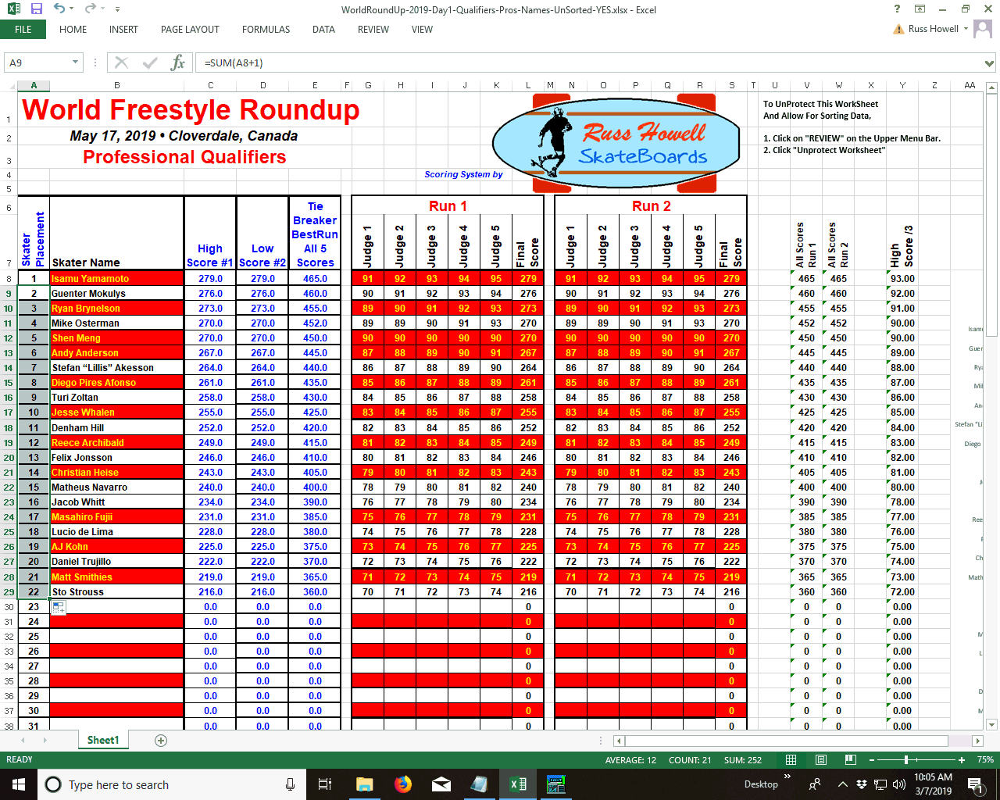 WorldRoundUp-2019-Day1-Qualifiers-Pros-Names-UnSorted-YES.xlsx - Excel
FILE HOME INSERT PAGE LAYOUT FORMULAS DATA REVIEW VIEW Russ Howell
A9 fx =SUM(A8+1)
A B C D E F G H I J K L M N O P Q R S T U V W X Y Z AA
World Freestyle Roundup
May 17, 2019 • Cloverdale, Canada
Professional Qualifiers
Scoring System by
Russ Howell
SkateBoards
To UnProtect This WorkSheet
And Allow For Sorting Data,
1. Click on "REVIEW" on the Upper Menu Bar.
2. Click "Unprotect Worksheet"
1
2
3
4
5
6 Run 1 Run 2
7 Skater Placement Skater Name High Score #1 Low Score #2 Tie Breaker BestRun All 5 Scores Judge 1 Judge 2 Judge 3 Judge 4 Judge 5 Final Score Judge 1 Judge 2 Judge 3 Judge 4 Judge 5 Final Score All Scores Run 1 All Scores Run 2 High Score /3
8 1 Isamu Yamamoto 279.0 279.0 465.0 91 92 93 94 95 279 91 92 93 94 95 279 465 465 93.00
9 2 Guenter Mokulys 276.0 276.0 460.0 90 91 92 93 94 276 90 91 92 93 94 276 460 460 92.00
10 3 Ryan Brynelson 273.0 273.0 455.0 89 90 91 92 93 273 89 90 91 92 93 273 455 455 91.00
11 4 Mike Osterman 270.0 270.0 452.0 89 89 90 91 93 270 89 89 90 91 93 270 452 452 90.00
12 5 Shen Meng 270.0 270.0 450.0 90 90 90 90 90 270 90 90 90 90 90 270 450 450 90.00
13 6 Andy Anderson 267.0 267.0 445.0 87 88 89 90 91 267 87 88 89 90 91 267 445 445 89.00
14 7 Stefan “Lillis” Akesson 264.0 264.0 440.0 86 87 88 89 90 264 86 87 88 89 90 264 440 440 88.00
15 8 Diego Pires Afonso 261.0 261.0 435.0 85 86 87 88 89 261 85 86 87 88 89 261 435 435 87.00
16 9 Turi Zoltan 258.0 258.0 430.0 84 85 86 87 88 258 84 85 86 87 88 258 430 430 86.00
17 10 Jesse Whalen 255.0 255.0 425.0 83 84 85 86 87 255 83 84 85 86 87 255 425 425 85.00
18 11 Denham Hill 252.0 252.0 420.0 82 83 84 85 86 252 82 83 84 85 86 252 420 420 84.00
19 12 Reece Archibald 249.0 249.0 415.0 81 82 83 84 85 249 81 82 83 84 85 249 415 415 83.00
20 13 Felix Jonsson 246.0 246.0 410.0 80 81 82 83 84 246 80 81 82 83 84 246 410 410 82.00
21 14 Christian Heise 243.0 243.0 405.0 79 80 81 82 83 243 79 80 81 82 83 243 405 405 81.00
22 15 Matheus Navarro 240.0 240.0 400.0 78 79 80 81 82 240 78 79 80 81 82 240 400 400 80.00
23 16 Jacob Whitt 234.0 234.0 390.0 76 77 78 79 80 234 76 77 78 79 80 234 390 390 78.00
24 17 Masahiro Fujii 231.0 231.0 385.0 75 76 77 78 79 231 75 76 77 78 79 231 385 385 77.00
25 18 Lucio de Lima 228.0 228.0 380.0 74 75 76 77 78 228 74 75 76 77 78 228 380 380 76.00
26 19 AJ Kohn 225.0 225.0 375.0 73 74 75 76 77 225 73 74 75 76 77 225 375 375 75.00
27 20 Daniel Trujillo 222.0 222.0 370.0 72 73 74 75 76 222 72 73 74 75 76 222 370 370 74.00
28 21 Matt Smithies 219.0 219.0 365.0 71 72 73 74 75 219 71 72 73 74 75 219 365 365 73.00
29 22 Sto Strouss 216.0 216.0 360.0 70 71 72 73 74 216 70 71 72 73 74 216 360 360 72.00
30 23 0.0 0.0 0.0 0 0 0 0 0.00
31 24 0.0 0.0 0.0 0 0 0 0 0.00
32 25 0.0 0.0 0.0 0 0 0 0 0.00
33 26 0.0 0.0 0.0 0 0 0 0 0.00
34 27 0.0 0.0 0.0 0 0 0 0 0.00
35 28 0.0 0.0 0.0 0 0 0 0 0.00
36 29 0.0 0.0 0.0 0 0 0 0 0.00
37 30 0.0 0.0 0.0 0 0 0 0 0.00
38 31 0.0 0.0 0.0 0 0 0 0 0.00
Sheet1
READY AVERAGE: 12 COUNT: 21 SUM: 252 75%
Type here to search Desktop 10:05 AM
3/7/2019